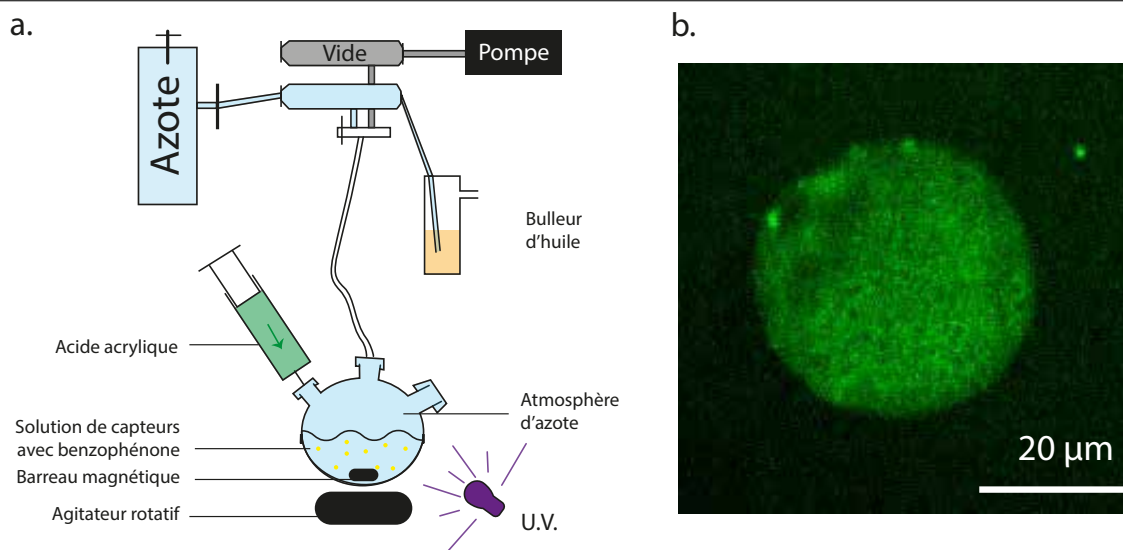 a.
b.
Vide
Pompe
Azote
Bulleur
d'huile
Acide acrylique
Solution de capteurs
avec benzophénone
Barreau magnétique
Agitateur rotatif
Atmosphère
d'azote
U.V.
20 µm